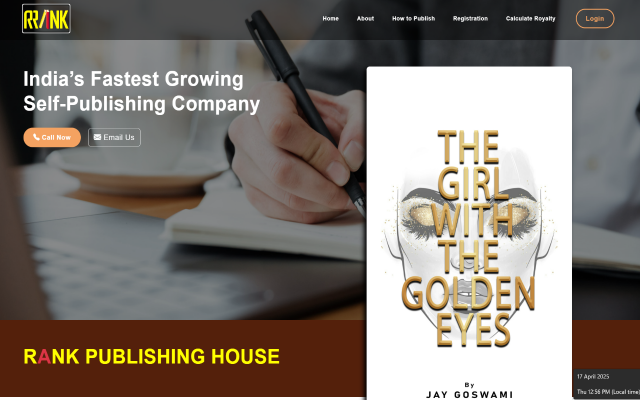 RRANK
Home
About
How to Publish
Registration
Calculate Royalty
Login
India’s Fastest Growing
Self-Publishing Company
Call Now
Email Us
THE
GIRL
WITH
THE
GOLDEN
EYES
By
JAY GOSWAMI
RANK PUBLISHING HOUSE
17 April 2025
Thu 12:56 PM (Local time)